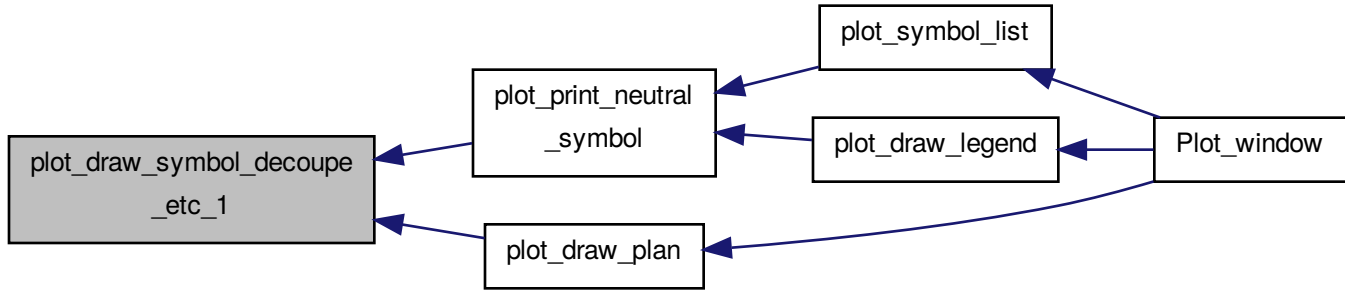 plot_draw_symbol_decoupe
_etc_1
plot_print_neutral
_symbol
plot_draw_plan
plot_symbol_list
plot_draw_legend
Plot_window